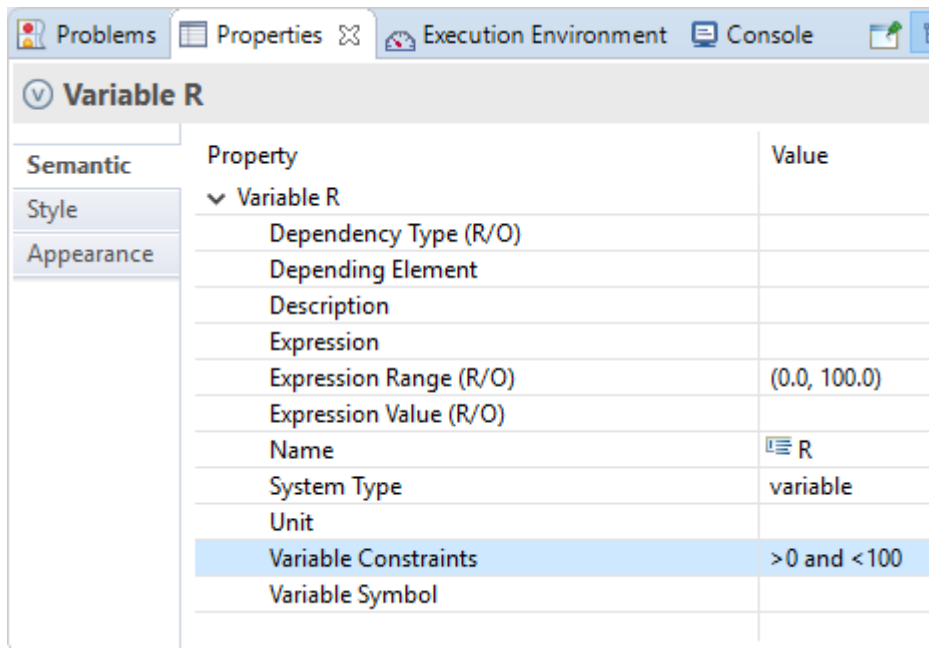 Problems Properties Execution Environment Console
Variable R
Semantic
Style
Appearance
Property Value
Variable R
Dependency Type (R/O)
Depending Element
Description
Expression
Expression Range (R/O) (0.0, 100.0)
Expression Value (R/O)
Name R
System Type variable
Unit
Variable Constraints >0 and <100
Variable Symbol